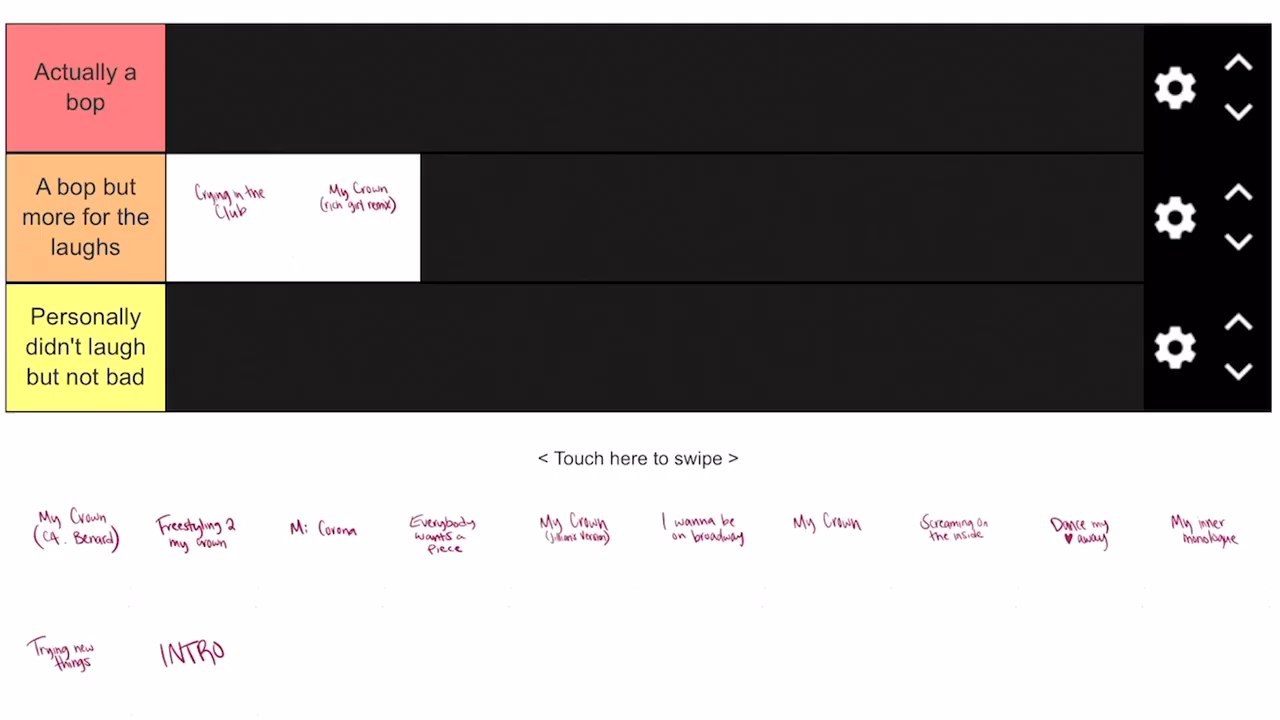 Actually a
bop
A bop but
more for the
laughs
Crying in the
Club
My Crown
(rich girl remix)
Personally
didn't laugh
but not bad
< Touch here to swipe >
My Crown
(Cf. Benard)
Freestyling 2
my crown
Mi Corona
Everybody
wants a
piece
My Crown
(Jillian's Version)
I wanna be
on broadway
My Crown
Screaming on
the inside
Dance my
♥ away
My inner
monologue
Trying new
things
INTRO